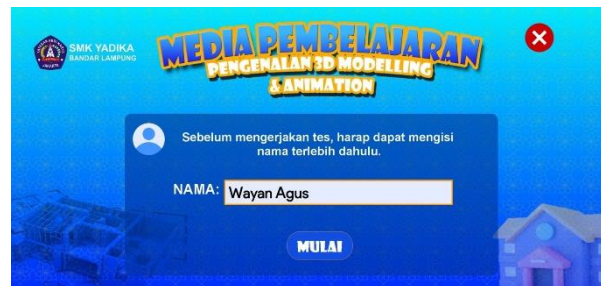 SMK YADIKA
BANDAR LAMPUNG
MEDIA PEMBELAJARAN
PENGENALAN 3D MODELLING
& ANIMATION
Sebelum mengerjakan tes, harap dapat mengisi
nama terlebih dahulu.
NAMA: Wayan Agus
MULAI